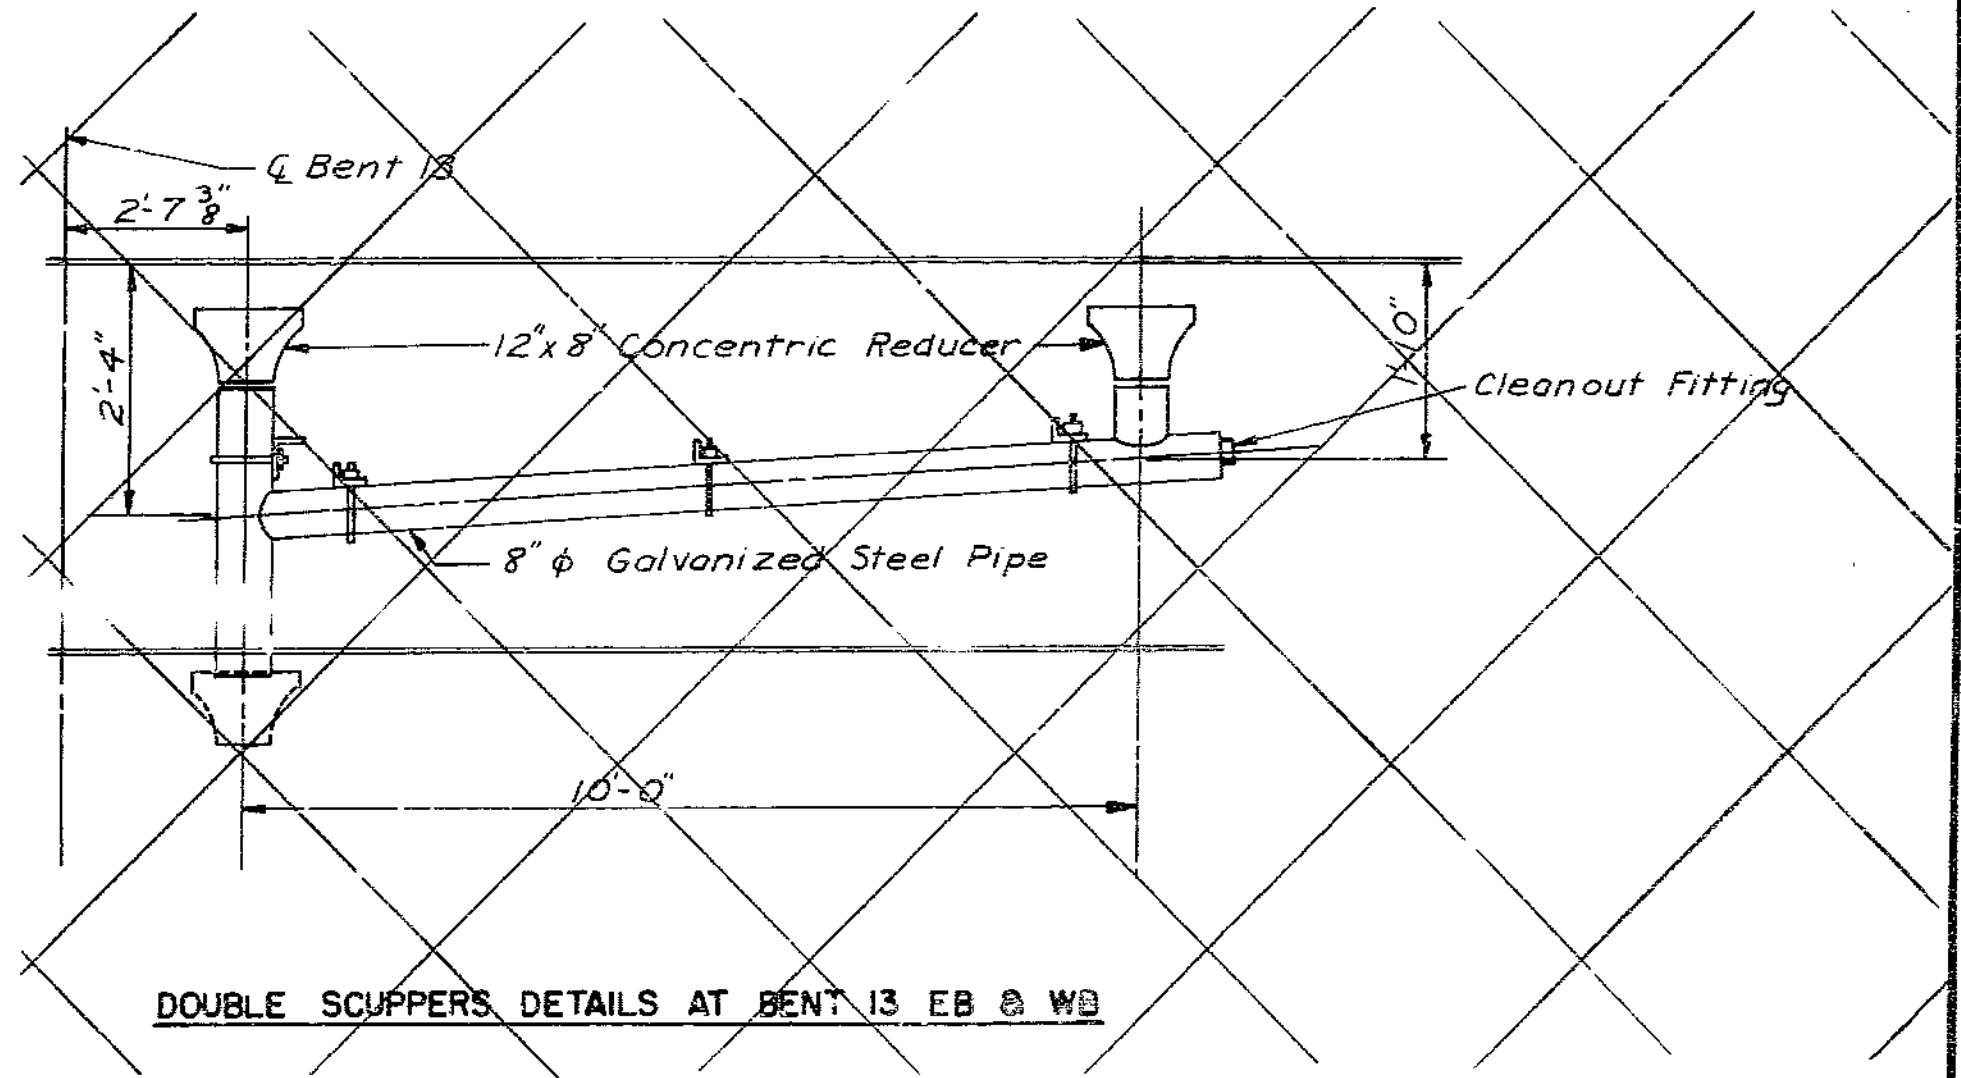 ℄ Bent 13
2'-7 3/8"
2'-4"
12"x 8" Concentric Reducer
1'-10"
Cleanout Fitting
8" ϕ Galvanized Steel Pipe
10'-0"
DOUBLE SCUPPERS DETAILS AT BENT 13 EB & WB